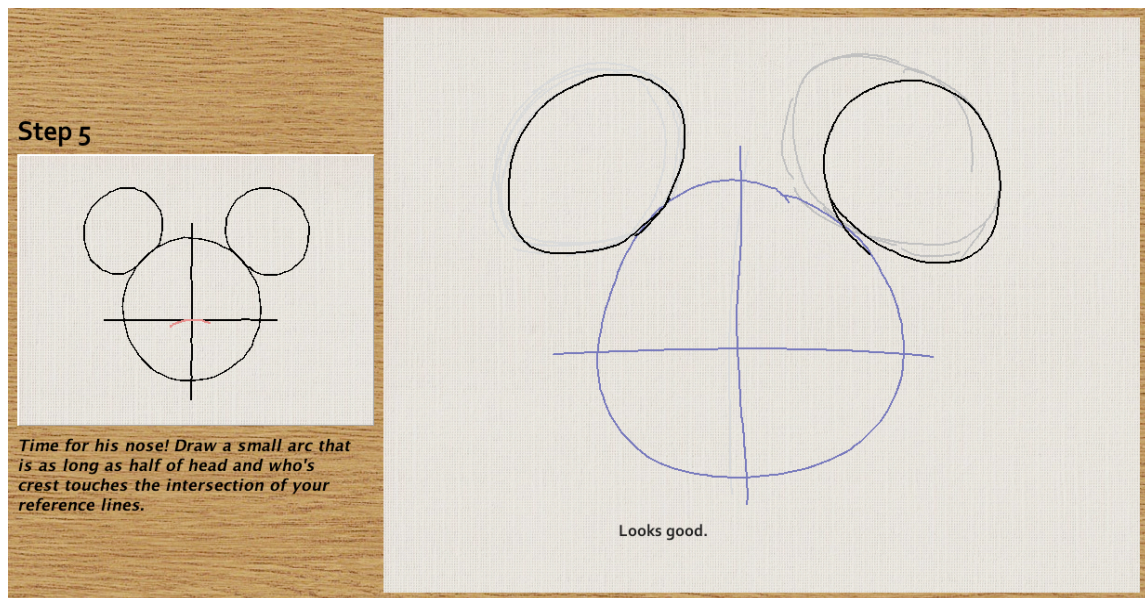 Step 5
Time for his nose! Draw a small arc that
is as long as half of head and who's
crest touches the intersection of your
reference lines.
Looks good.